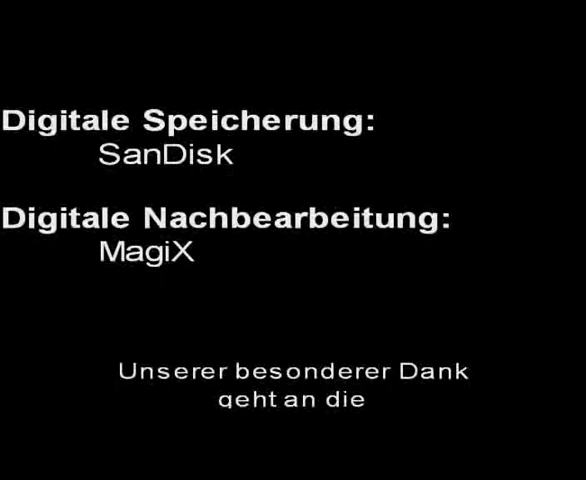 Digitale Speicherung:
SanDisk
Digitale Nachbearbeitung:
MagiX
Unserer besonderer Dank
geht an die